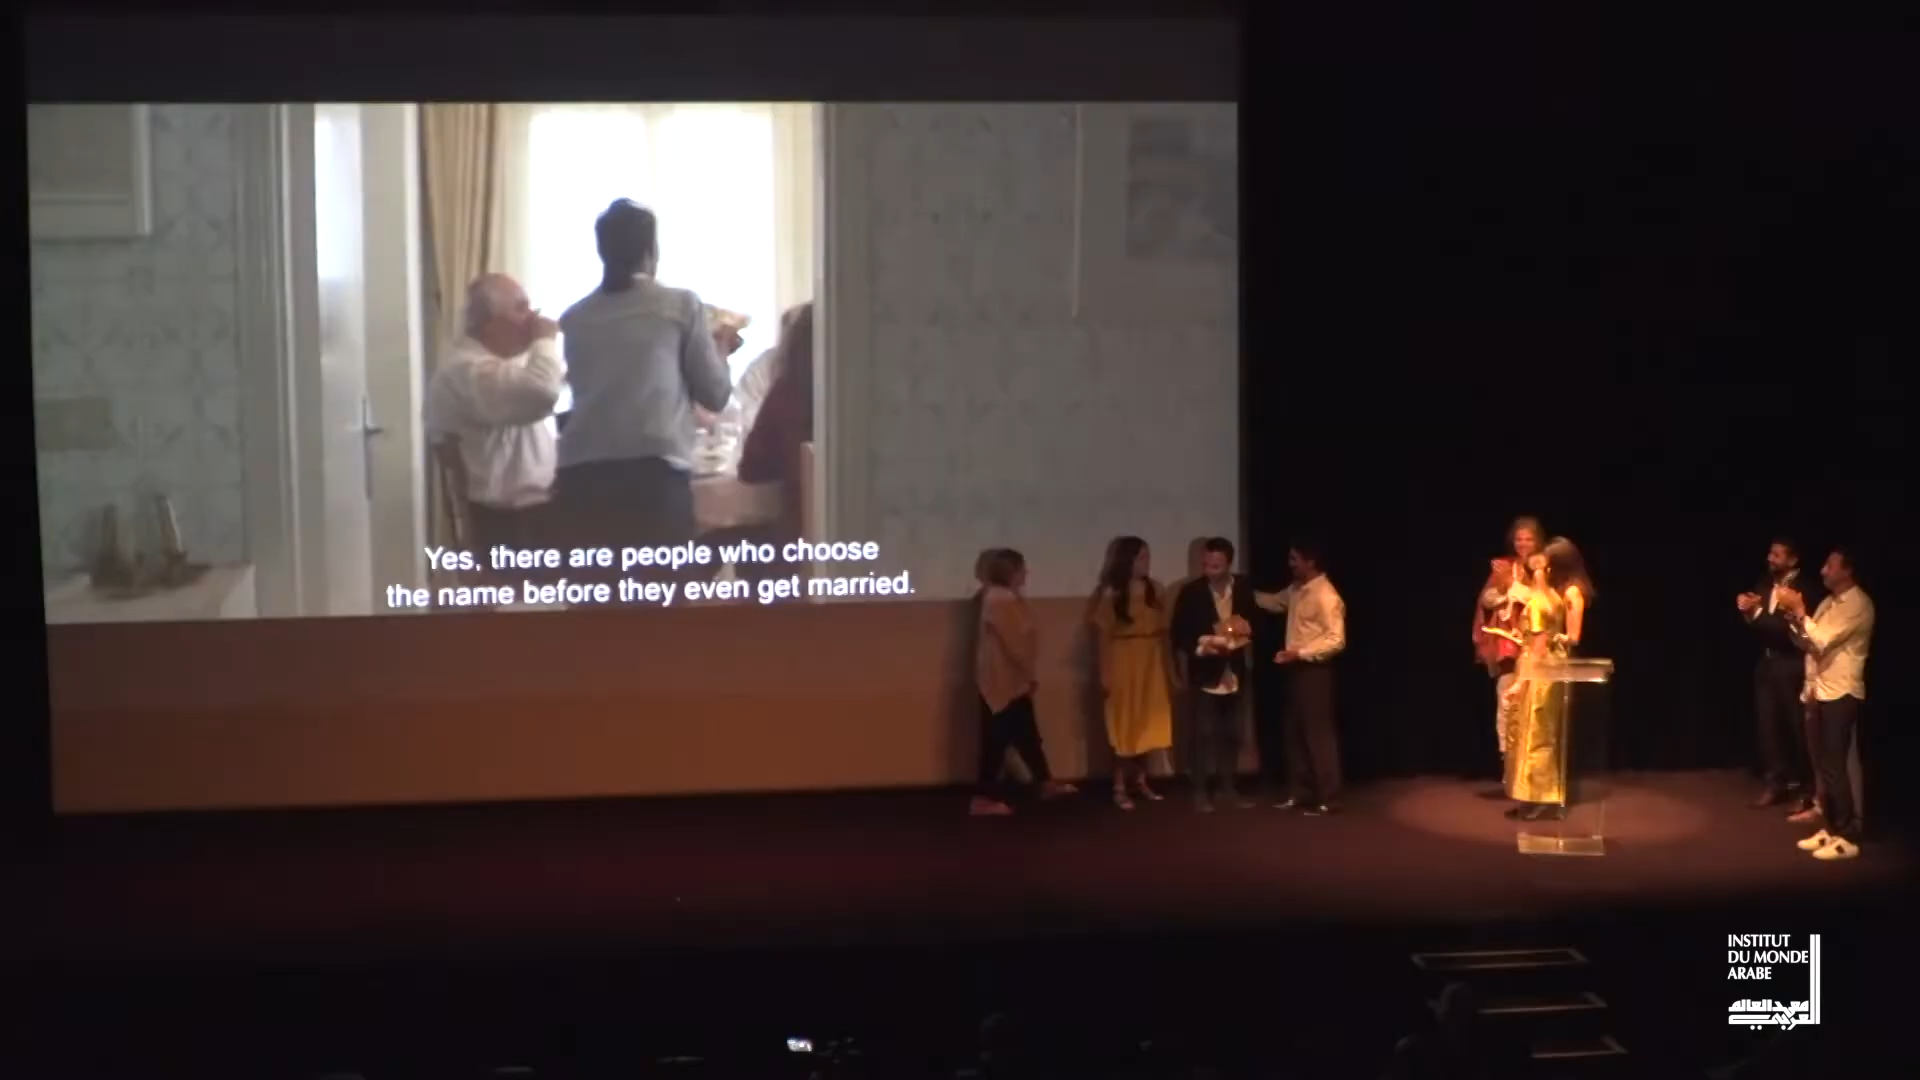 Yes, there are people who choose
the name before they even get married.
INSTITUT
DU MONDE
ARABE
معهد العالم
العربي